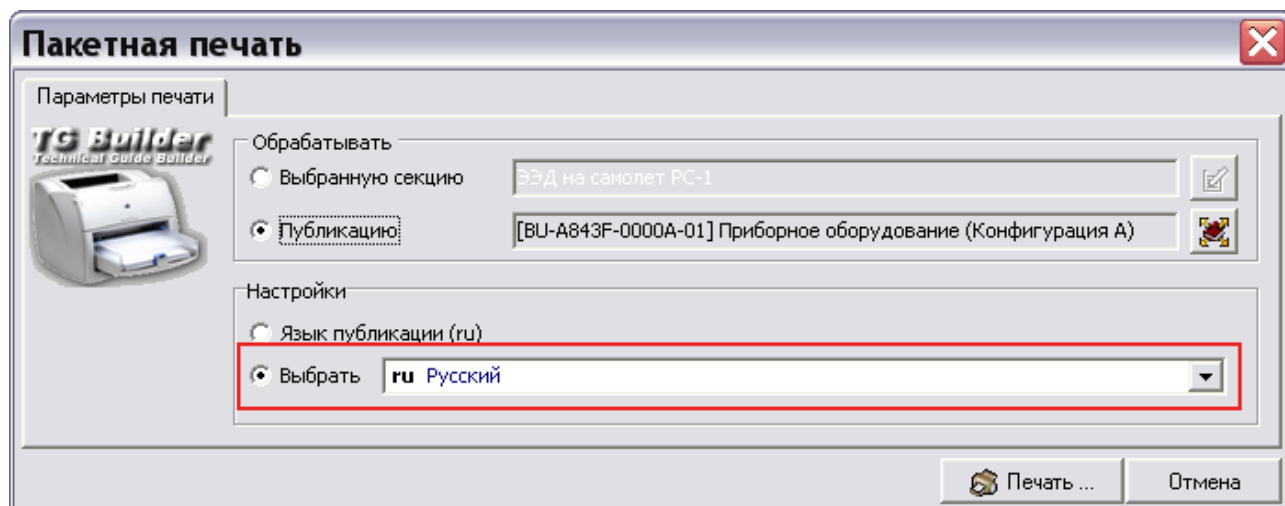 Пакетная печать
Параметры печати
TG Builder
Technical Guide Builder
Обрабатывать
Выбранную секцию
ЭЭД на самолет РС-1
Публикацию
[BU-A843F-0000A-01] Приборное оборудование (Конфигурация А)
Настройки
Язык публикации (ru)
Выбрать ru Русский
Печать ...
Отмена